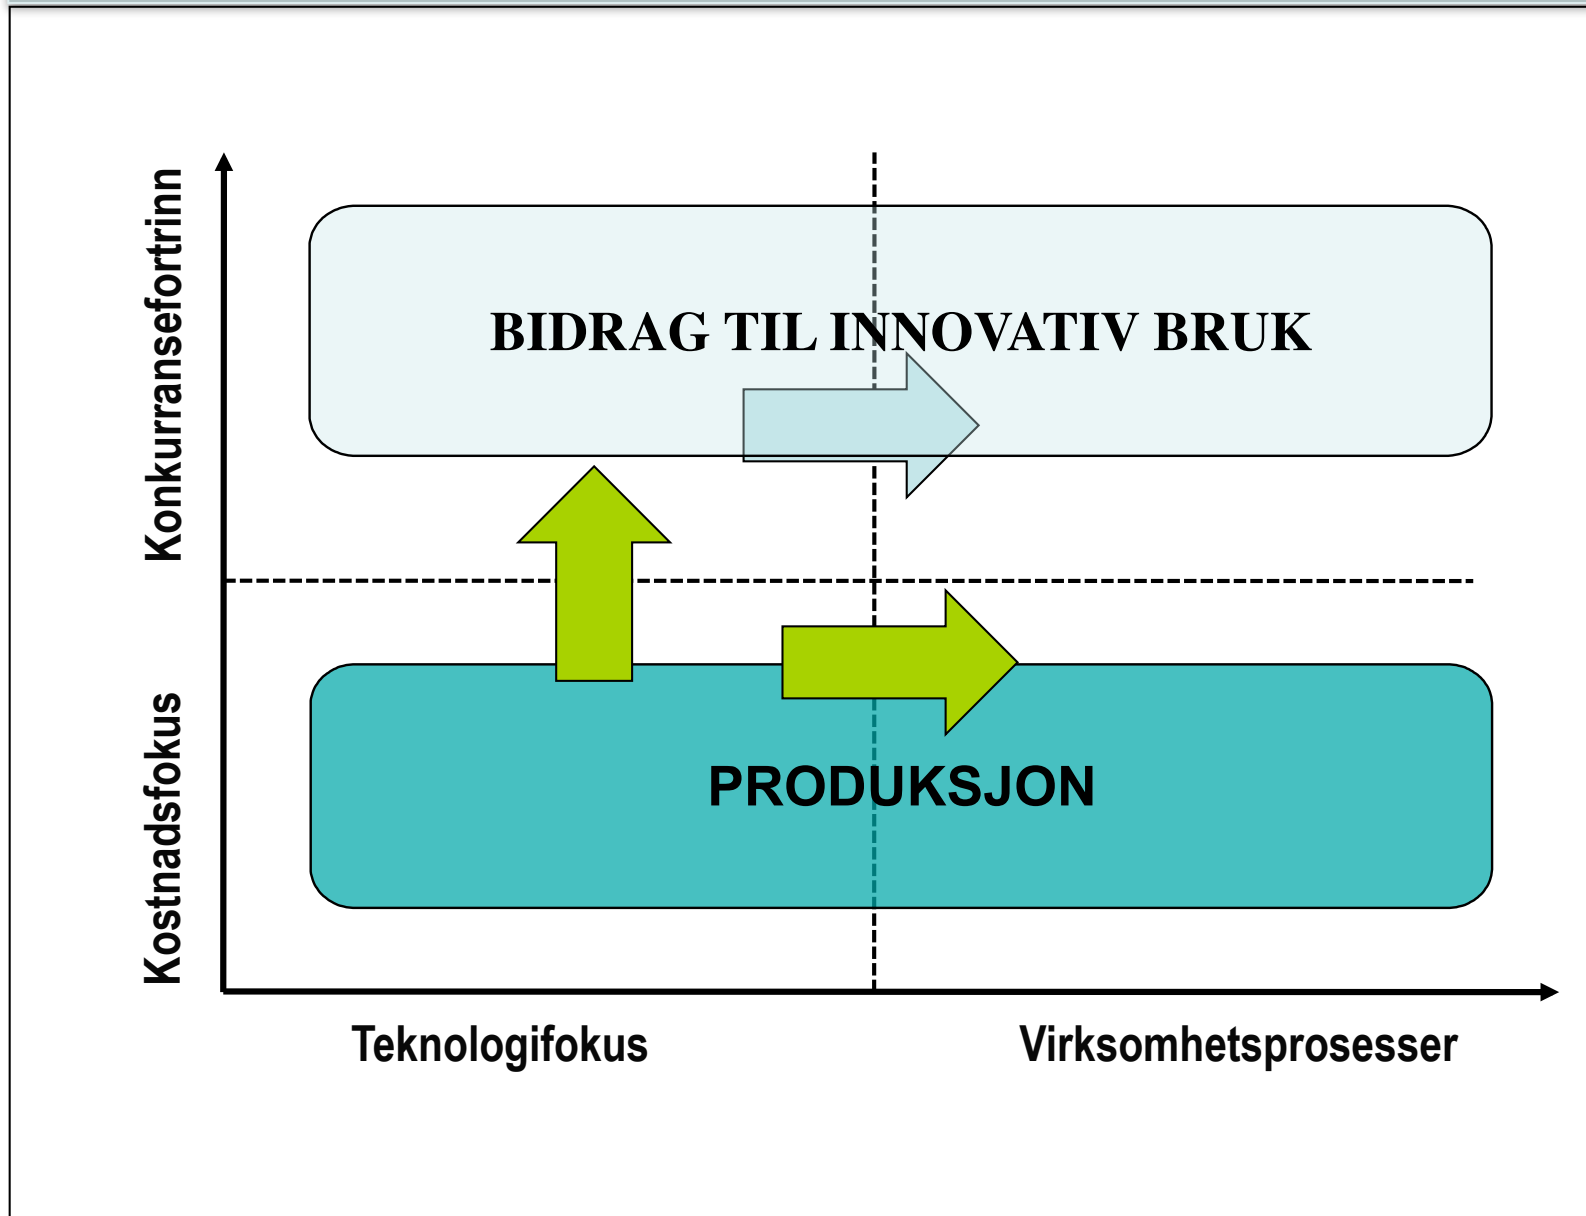 Konkurransefortrinn
BIDRAG TIL INNOVATIV BRUK
Kostnadsfokus
PRODUKSJON
Teknologifokus
Virksomhetsprosesser